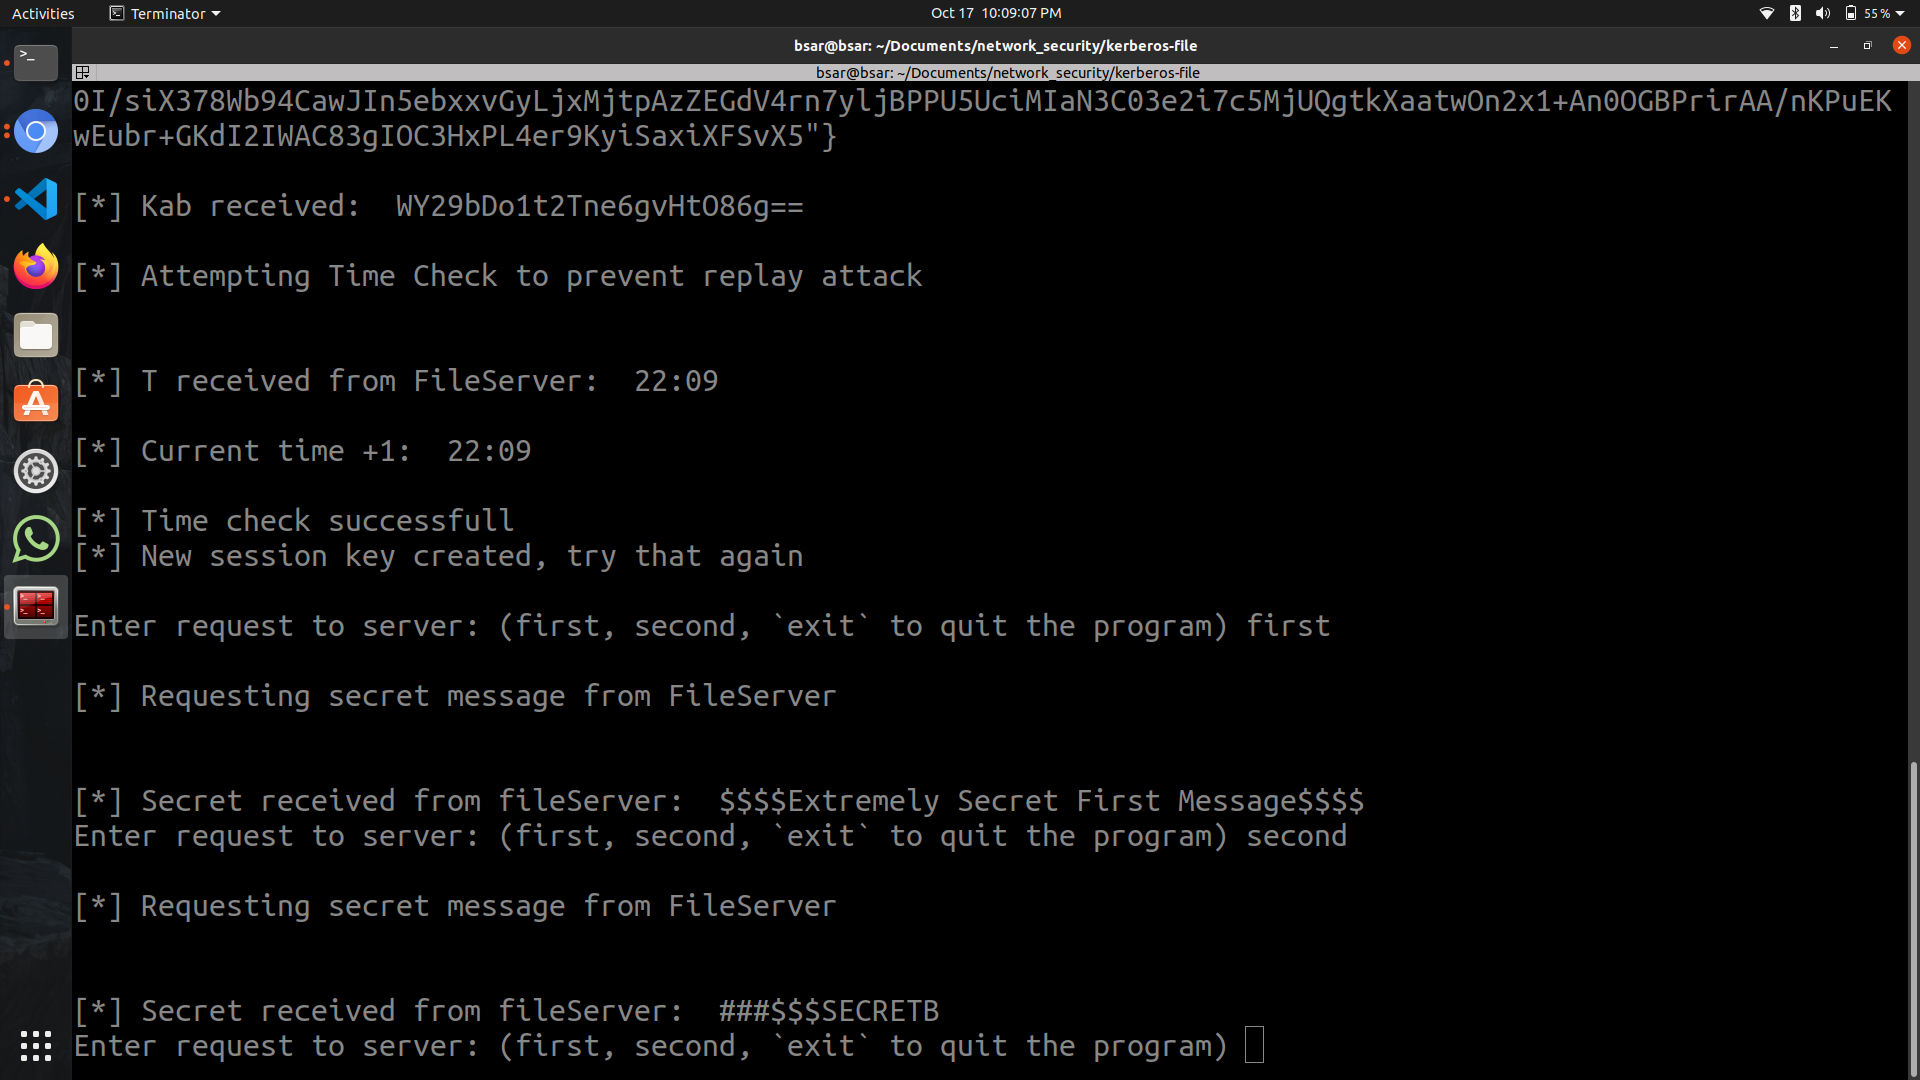 Activities
Terminator
Oct 17 10:09:07 PM
55 %
bsar@bsar: ~/Documents/network_security/kerberos-file
bsar@bsar: ~/Documents/network_security/kerberos-file
0I/siX378Wb94CawJIn5ebxxvGyLjxMjtpAzZEGdV4rn7yljBPPU5UciMIaN3C03e2i7c5MjUQgtkXaatwOn2x1+An0OGBPrirAA/nKPuEK
wEubr+GKdI2IWAC83gIOC3HxPL4er9KyiSaxiXFSvX5"}
[*] Kab received:  WY29bDo1t2Tne6gvHtO86g==
[*] Attempting Time Check to prevent replay attack
[*] T received from FileServer:  22:09
[*] Current time +1:  22:09
[*] Time check successfull
[*] New session key created, try that again
Enter request to server: (first, second, `exit` to quit the program) first
[*] Requesting secret message from FileServer
[*] Secret received from fileServer:  $$$$Extremely Secret First Message$$$$
Enter request to server: (first, second, `exit` to quit the program) second
[*] Requesting secret message from FileServer
[*] Secret received from fileServer:  ###$$$SECRETB
Enter request to server: (first, second, `exit` to quit the program)